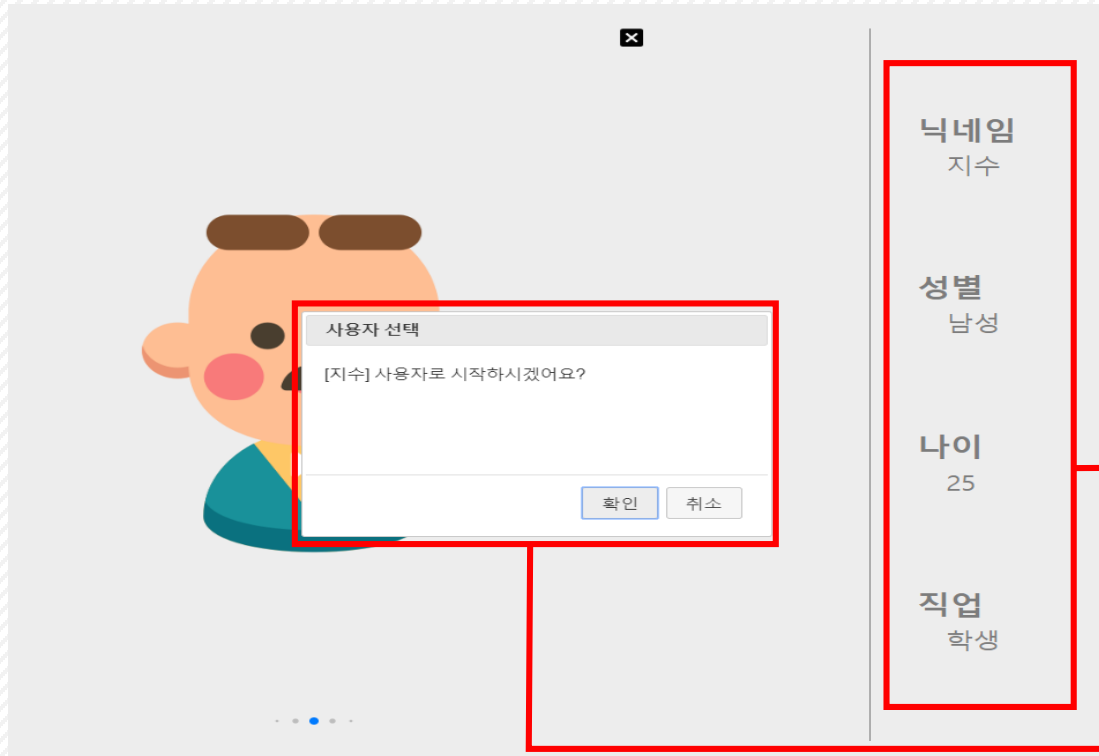 사용자 선택
[지수] 사용자로 시작하시겠어요?
확인 취소
닉네임
지수
성별
남성
나이
25
직업
학생